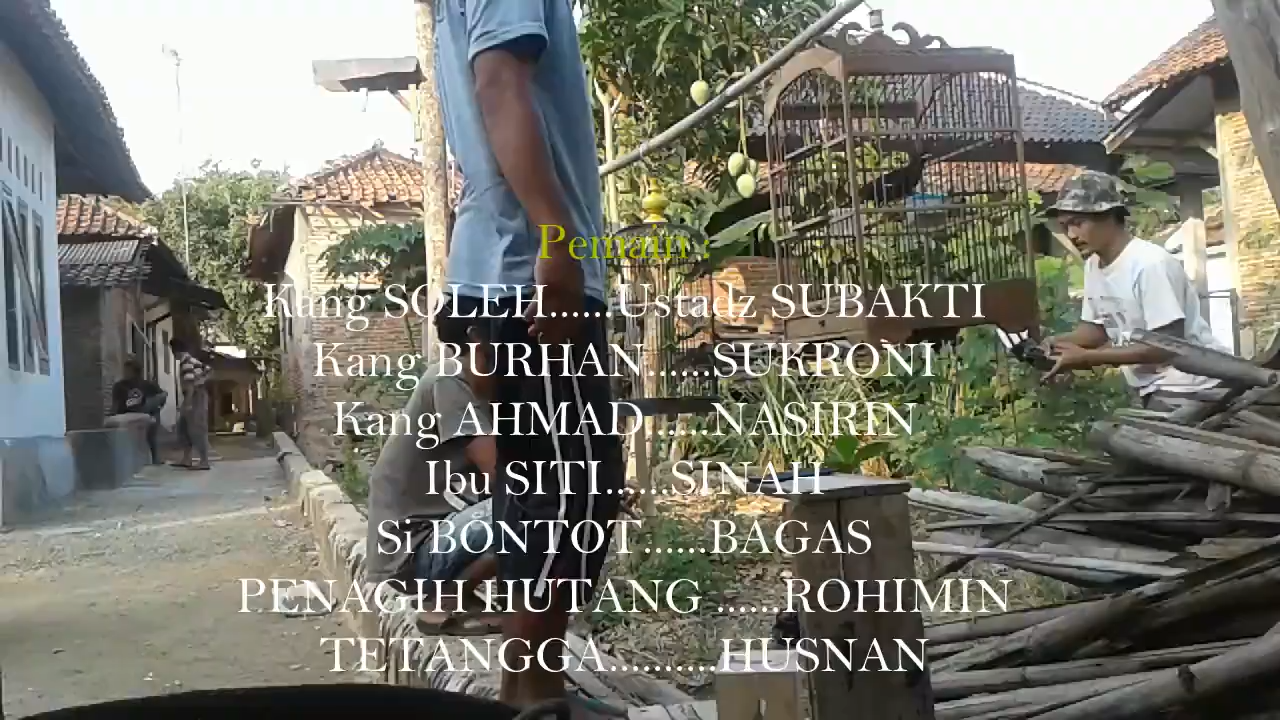 Pemain :
Kang SOLEH......Ustadz SUBAKTI
Kang BURHAN......SUKRONI
Kang AHMAD......NASIRIN
Ibu SITI......SINAH
Si BONTOT......BAGAS
PENAGIH HUTANG ......ROHIMIN
TETANGGA..........HUSNAN